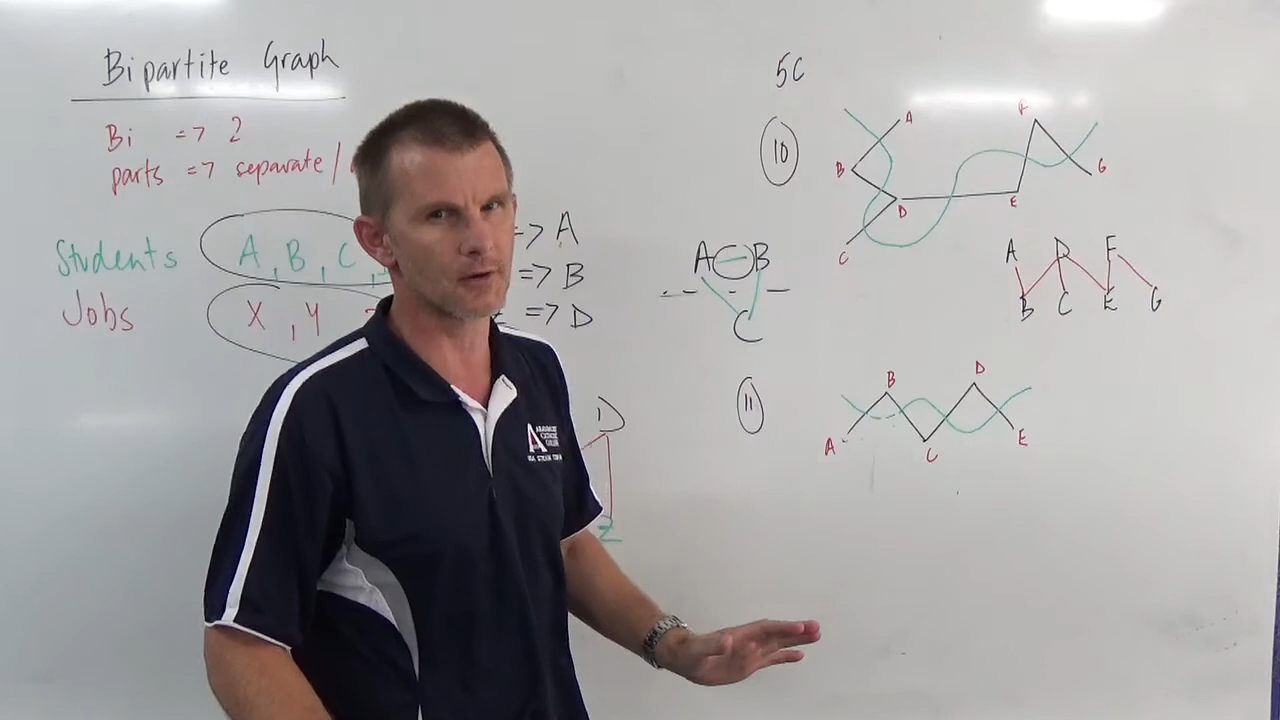 Bipartite Graph
Bi => 2
parts => separate /
Students A, B, C,
Jobs X, Y
=> A
=> B
=> D
D
Z
5C
10
A
B
C
D
E
F
G
A B
C
A D F
B C E G
11
A
B
C
D
E